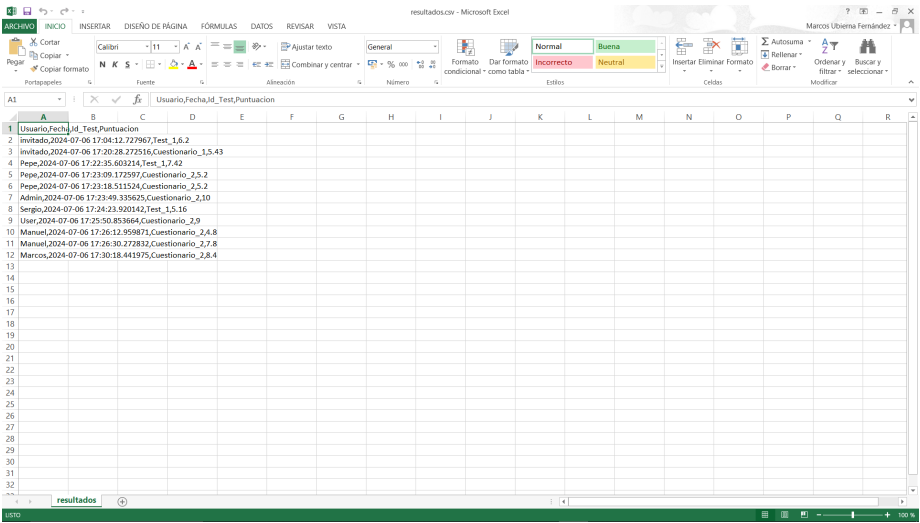 resultados.csv - Microsoft Excel
ARCHIVO INICIO INSERTAR DISEÑO DE PÁGINA FÓRMULAS DATOS REVISAR VISTA Marcos Ubierna Fernández
Pegar Cortar Copiar Copiar formato
Portapapeles
Calibri 11
N K S
Fuente
Ajustar texto
Combinar y centrar
Alineación
General
% 000
Número
Formato condicional Dar formato como tabla
Normal Buena
Incorrecto Neutral
Estilos
Insertar Eliminar Formato
Celdas
Autosuma
Rellenar
Borrar
Ordenar y filtrar Buscar y seleccionar
Modificar
A1 fx Usuario,Fecha,Id_Test,Puntuacion
A B C D E F G H I J K L M N O P Q R
1 Usuario,Fecha,Id_Test,Puntuacion
2 invitado,2024-07-06 17:04:12.727967,Test_1,6.2
3 invitado,2024-07-06 17:20:28.272516,Cuestionario_1,5.43
4 Pepe,2024-07-06 17:22:35.603214,Test_1,7.42
5 Pepe,2024-07-06 17:23:09.172597,Cuestionario_2,5.2
6 Pepe,2024-07-06 17:23:18.511524,Cuestionario_2,5.2
7 Admin,2024-07-06 17:23:49.335625,Cuestionario_2,10
8 Sergio,2024-07-06 17:24:23.920142,Test_1,5.16
9 User,2024-07-06 17:25:50.853664,Cuestionario_2,9
10 Manuel,2024-07-06 17:26:12.959871,Cuestionario_2,4.8
11 Manuel,2024-07-06 17:26:30.272832,Cuestionario_2,7.8
12 Marcos,2024-07-06 17:30:18.441975,Cuestionario_2,8.4
13
14
15
16
17
18
19
20
21
22
23
24
25
26
27
28
29
30
31
32
resultados
LISTO 100 %